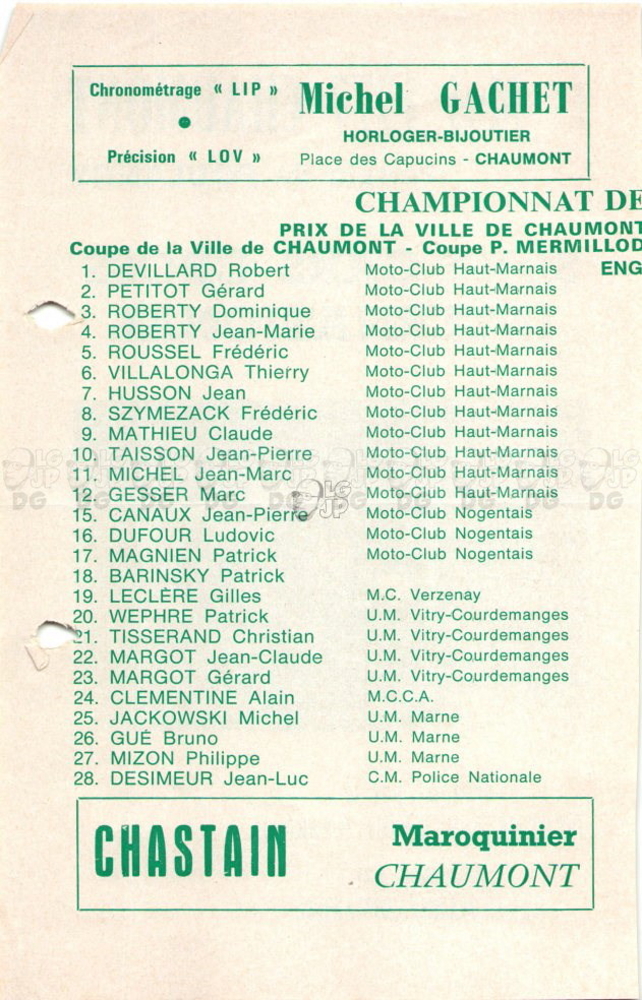 Chronométrage « LIP »
Michel GACHET
HORLOGER-BIJOUTIER
Précision « LOV »
Place des Capucins - CHAUMONT
CHAMPIONNAT DE
PRIX DE LA VILLE DE CHAUMONT
Coupe de la Ville de CHAUMONT - Coupe P. MERMILLOD
ENG
1. DEVILLARD Robert Moto-Club Haut-Marnais
2. PETITOT Gérard Moto-Club Haut-Marnais
3. ROBERTY Dominique Moto-Club Haut-Marnais
4. ROBERTY Jean-Marie Moto-Club Haut-Marnais
5. ROUSSEL Frédéric Moto-Club Haut-Marnais
6. VILLALONGA Thierry Moto-Club Haut-Marnais
7. HUSSON Jean Moto-Club Haut-Marnais
8. SZYMEZACK Frédéric Moto-Club Haut-Marnais
9. MATHIEU Claude Moto-Club Haut-Marnais
10. TAISSON Jean-Pierre Moto-Club Haut-Marnais
11. MICHEL Jean-Marc Moto-Club Haut-Marnais
12. GESSER Marc Moto-Club Haut-Marnais
15. CANAUX Jean-Pierre Moto-Club Nogentais
16. DUFOUR Ludovic Moto-Club Nogentais
17. MAGNIEN Patrick Moto-Club Nogentais
18. BARINSKY Patrick
19. LECLÈRE Gilles M.C. Verzenay
20. WEPHRE Patrick U.M. Vitry-Courdemanges
21. TISSERAND Christian U.M. Vitry-Courdemanges
22. MARGOT Jean-Claude U.M. Vitry-Courdemanges
23. MARGOT Gérard U.M. Vitry-Courdemanges
24. CLEMENTINE Alain M.C.C.A.
25. JACKOWSKI Michel U.M. Marne
26. GUÉ Bruno U.M. Marne
27. MIZON Philippe U.M. Marne
28. DESIMEUR Jean-Luc C.M. Police Nationale
CHASTAIN
Maroquinier
CHAUMONT
LG JP DG